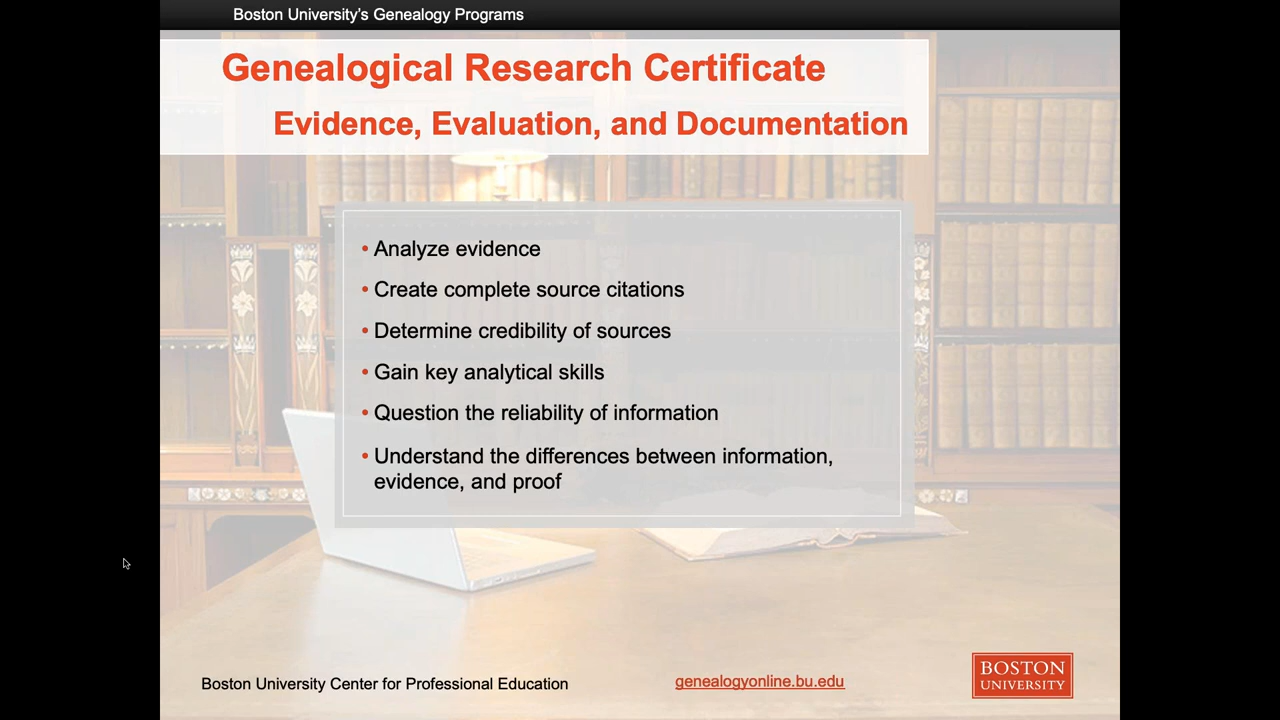 Boston University's Genealogy Programs
Genealogical Research Certificate
Evidence, Evaluation, and Documentation
• Analyze evidence
• Create complete source citations
• Determine credibility of sources
• Gain key analytical skills
• Question the reliability of information
• Understand the differences between information,
evidence, and proof
Boston University Center for Professional Education
genealogyonline.bu.edu
BOSTON
UNIVERSITY